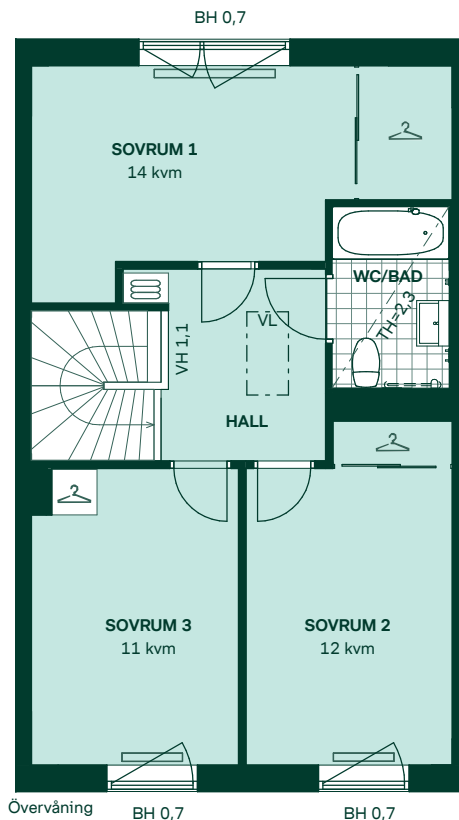 BH 0,7
SOVRUM 1
14 kvm
WC/BAD
TH=2,3
VL
VH 1,1
HALL
SOVRUM 3
11 kvm
SOVRUM 2
12 kvm
Övervåning
BH 0,7
BH 0,7